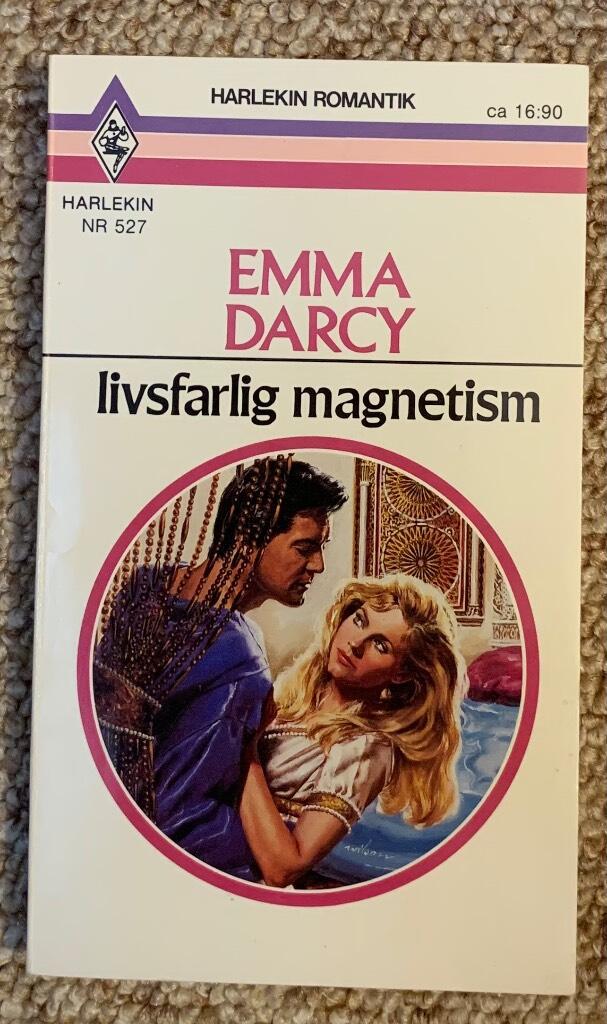 HARLEKIN ROMANTIK
ca 16:90
HARLEKIN
NR 527
EMMA
DARCY
livsfarlig magnetism